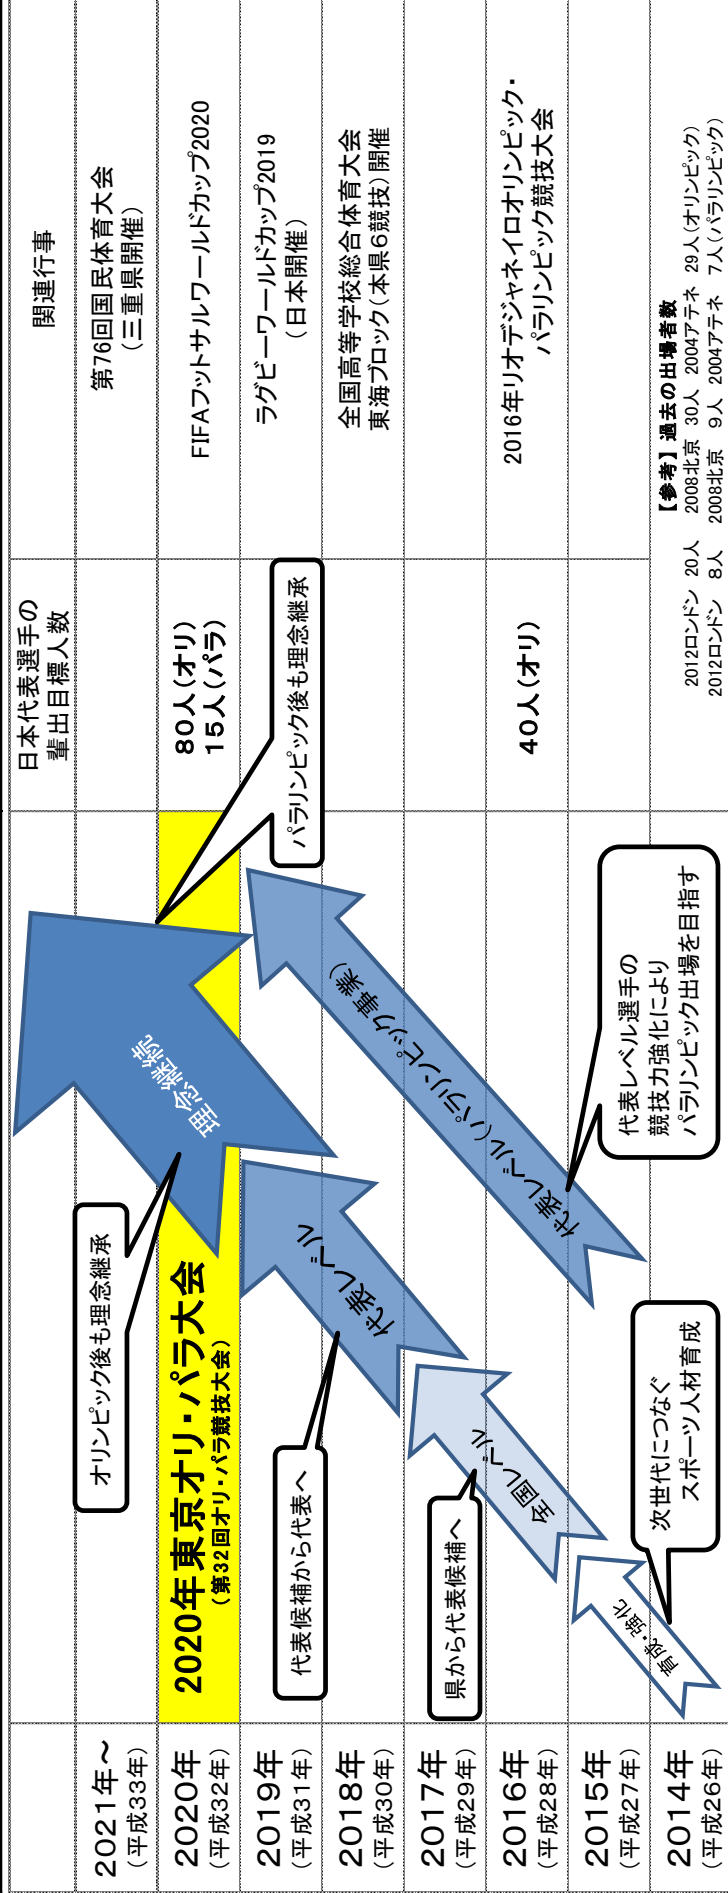 日本代表選手の
輩出目標人数
関連行事
2021年～
（平成33年）
第76回国民体育大会
（三重県開催）
2020年
（平成32年）
2020年東京オリ・パラ大会
（第32回オリ・パラ競技大会）
80人（オリ）
15人（パラ）
FIFAフットサルワールドカップ2020
2019年
（平成31年）
ラグビーワールドカップ2019
（日本開催）
2018年
（平成30年）
全国高等学校総合体育大会
東海ブロック（本県6競技）開催
2017年
（平成29年）
2016年
（平成28年）
40人（オリ）
2016年リオデジャネイロオリンピック・
パラリンピック競技大会
2015年
（平成27年）
2014年
（平成26年）
オリンピック後も理念継承
パラリンピック後も理念継承
理念継続
代表候補から代表へ
代表レベル
県から代表候補へ
全国レベル
育成・強化
次世代につなぐ
スポーツ人材育成
代表レベル（パラリンピック事業）
代表レベル選手の
競技力強化により
パラリンピック出場を目指す
【参考】過去の出場者数
2012ロンドン 20人 2008北京 30人 2004アテネ 29人（オリンピック）
2012ロンドン 8人 2008北京 9人 2004アテネ 7人（パラリンピック）